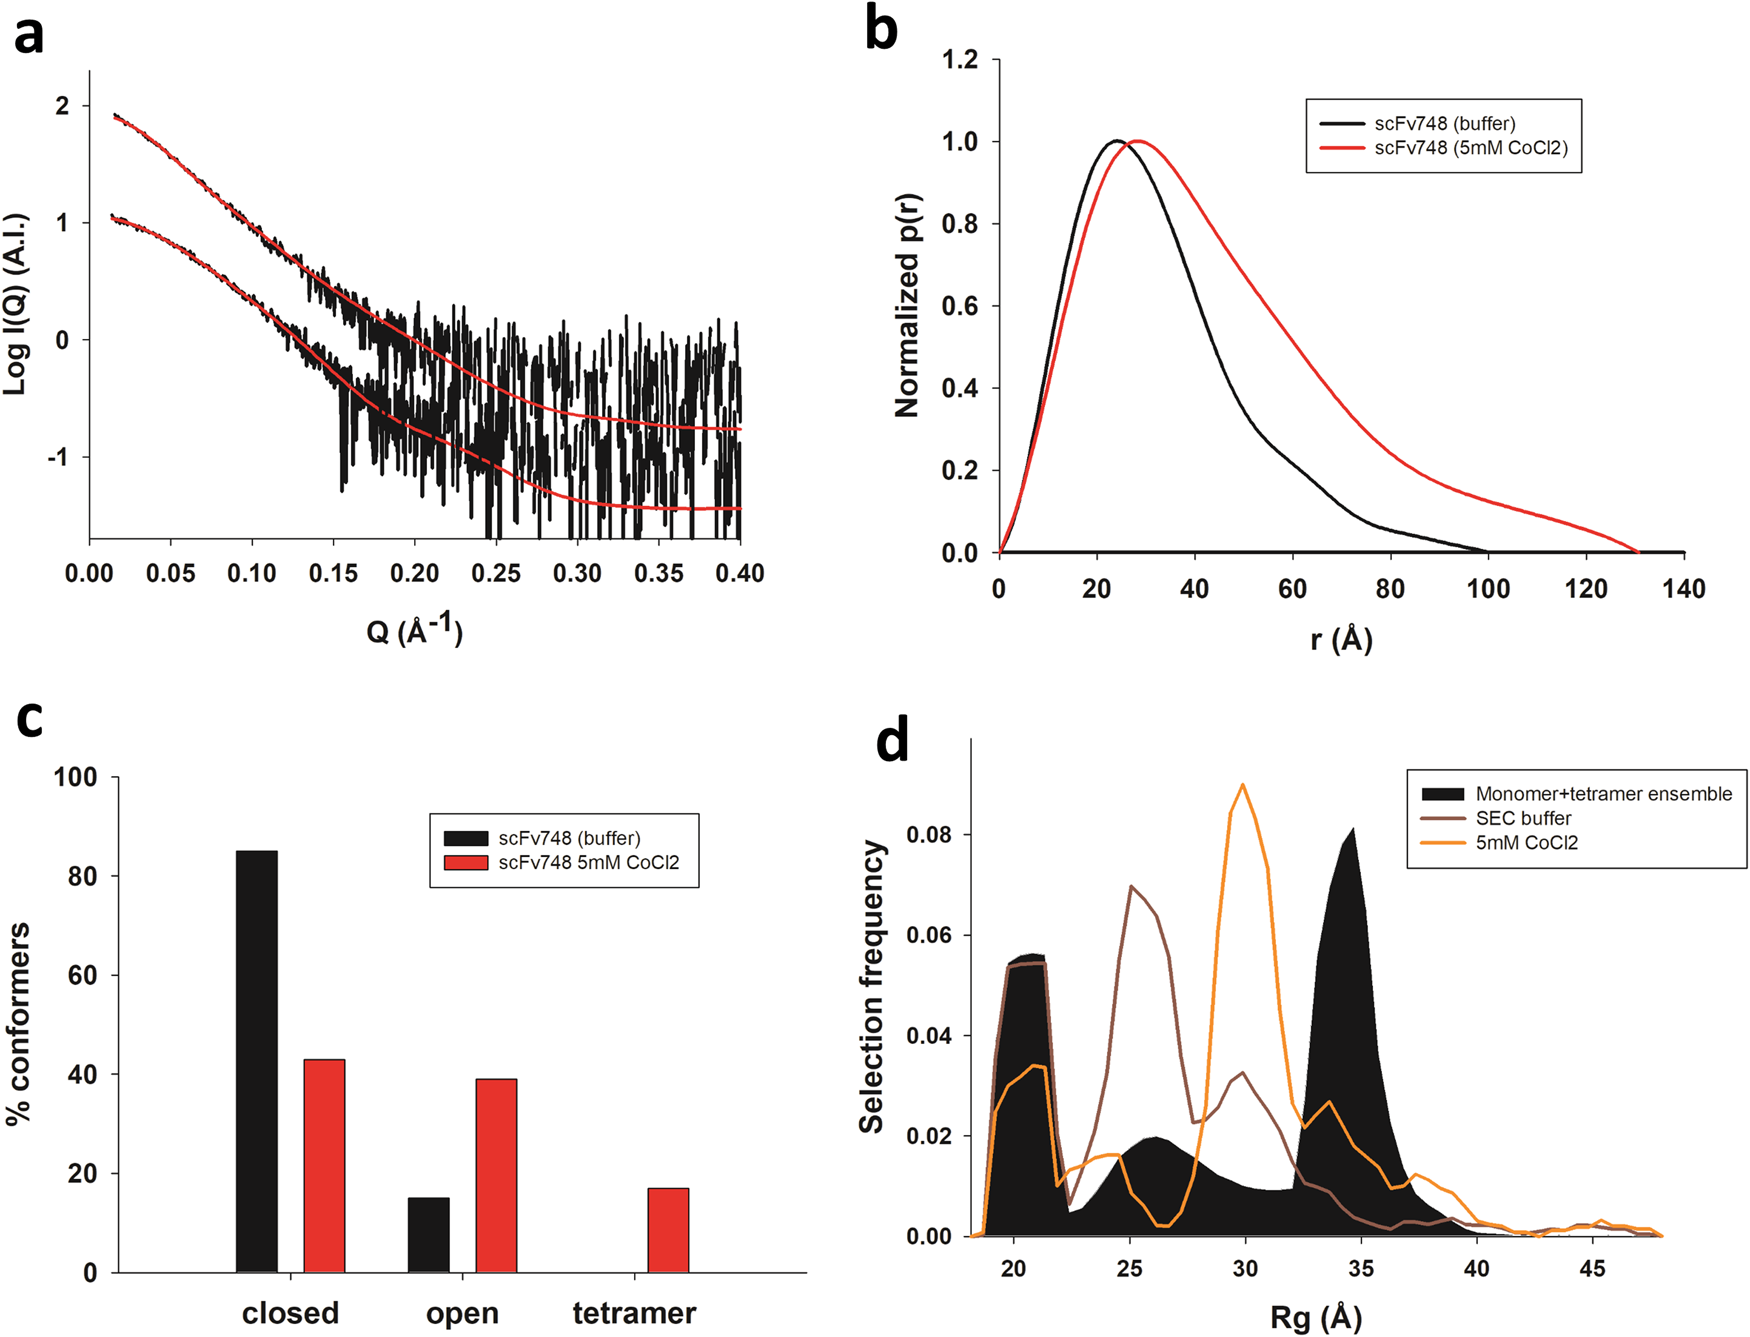 a
2
1
0
-1
Log I(Q) (A.I.)
0.00 0.05 0.10 0.15 0.20 0.25 0.30 0.35 0.40
Q (Å-1)
b
1.2
1.0
0.8
0.6
0.4
0.2
0.0
Normalized p(r)
scFv748 (buffer)
scFv748 (5mM CoCl2)
0 20 40 60 80 100 120 140
r (Å)
c
100
80
60
40
20
0
% conformers
scFv748 (buffer)
scFv748 5mM CoCl2
closed open tetramer
d
0.08
0.06
0.04
0.02
0.00
Selection frequency
Monomer+tetramer ensemble
SEC buffer
5mM CoCl2
20 25 30 35 40 45
Rg (Å)